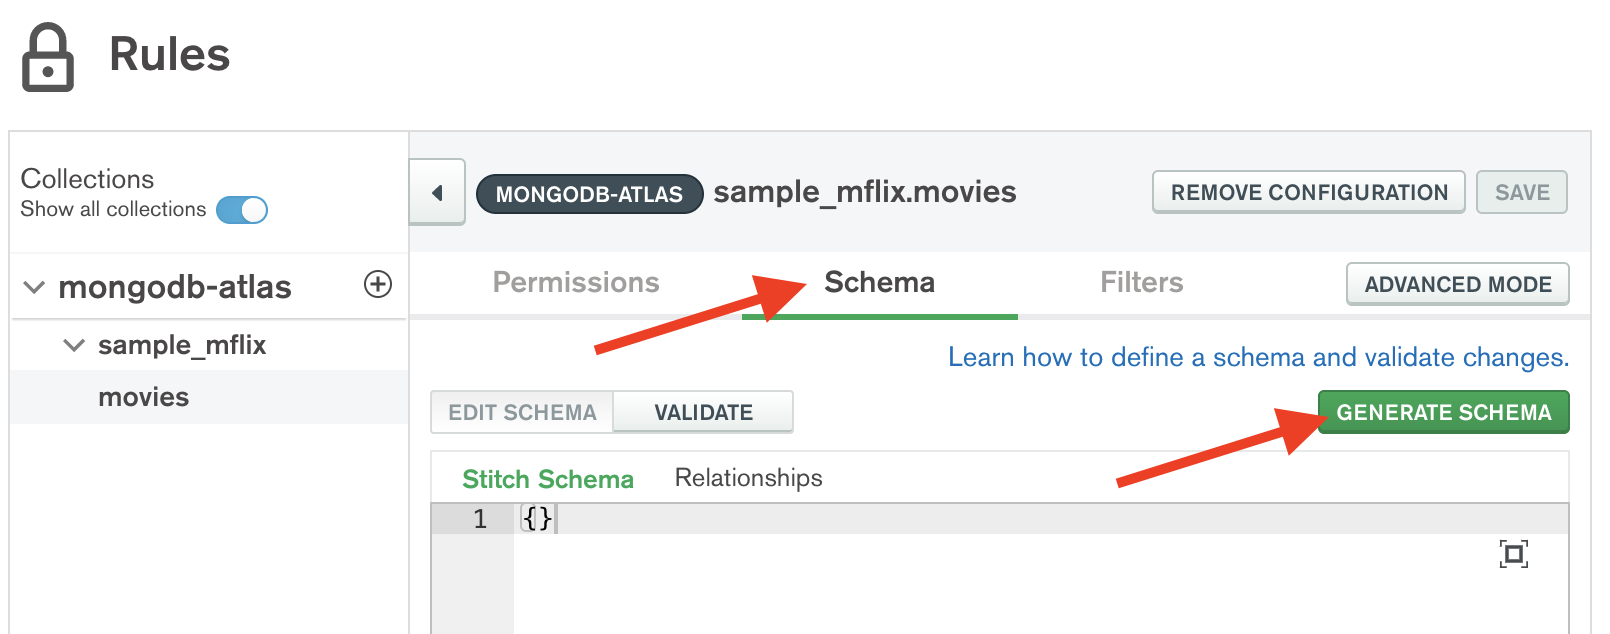 Rules
Collections
Show all collections
mongodb-atlas
sample_mflix
movies
MONGODB-ATLAS sample_mflix.movies REMOVE CONFIGURATION SAVE
Permissions Schema Filters ADVANCED MODE
Learn how to define a schema and validate changes.
EDIT SCHEMA VALIDATE GENERATE SCHEMA
Stitch Schema Relationships
1 {}